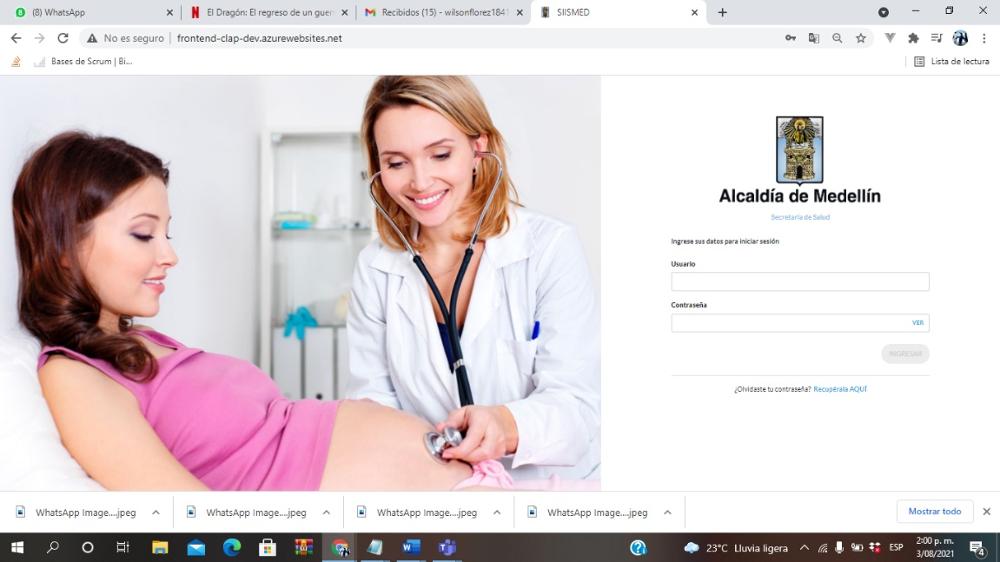 (8) WhatsApp
El Dragón: El regreso de un guerr
Recibidos (15) - wilsonflorez1841
SIISMED
No es seguro
frontend-clap-dev.azurewebsites.net
Bases de Scrum | Bi...
Lista de lectura
Alcaldía de Medellín
Secretaría de Salud
Ingrese sus datos para iniciar sesión
Usuario
Contraseña
VER
INGRESAR
¿Olvidaste tu contraseña? Recupérala AQUÍ
WhatsApp Image....jpeg
WhatsApp Image....jpeg
WhatsApp Image....jpeg
WhatsApp Image....jpeg
Mostrar todo
23°C Lluvia ligera
ESP
2:00 p. m.
3/08/2021
4